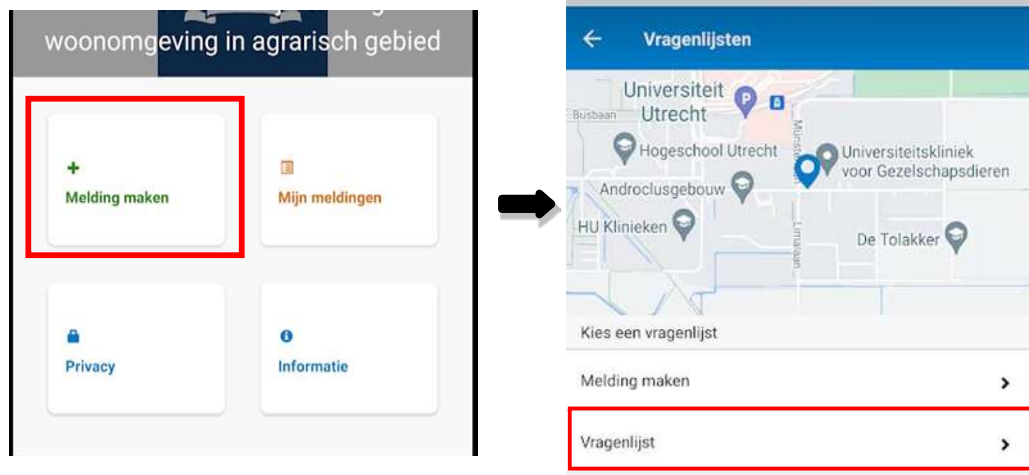 woonomgeving in agrarisch gebied
Melding maken
Mijn meldingen
Privacy
Informatie
Vragenlijsten
Universiteit
Utrecht
P
Busbaan
Hogeschool Utrecht
Universiteitskliniek
voor Gezelschapsdieren
Androclusgebouw
HU Klinieken
De Tolakker
Limalaan
Kies een vragenlijst
Melding maken
Vragenlijst